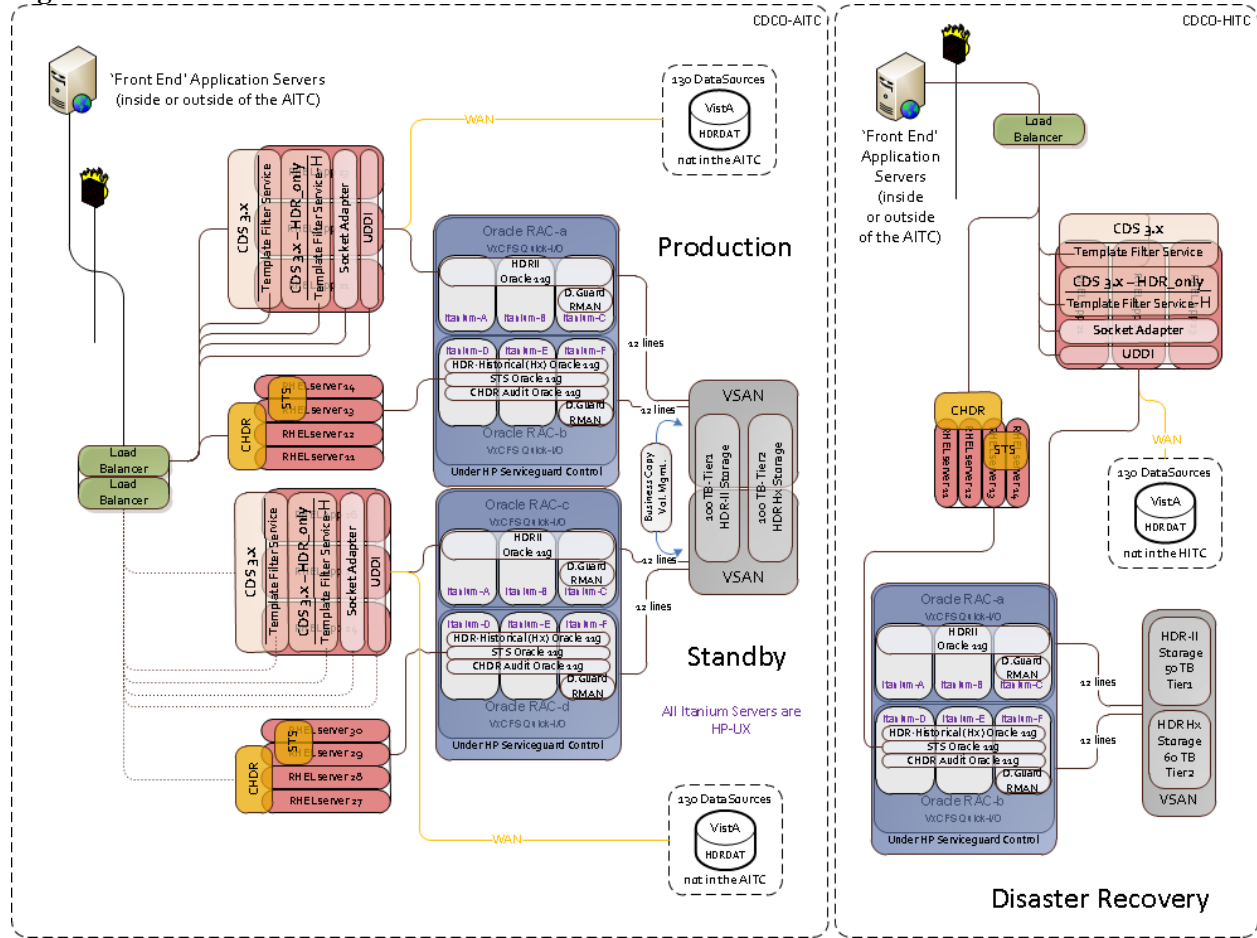 CDCO-AITC
'Front End' Application Servers
(inside or outside of the AITC)
WAN
130 DataSources
VistA
HDRDAT
not in the AITC
CDS 3.x
Template Filter Service
CDS 3.x – HDR_only
Template Filter Service-H
Socket Adapter
UDDI
Oracle RAC-a
VxCFS Quick-I/O
HDRII
Oracle 11g
D.Guard
RMAN
Itanium-A
Itanium-B
Itanium-C
Itanium-D
Itanium-E
Itanium-F
HDR-Historical (Hx) Oracle 11g
STS Oracle 11g
CHDR Audit Oracle 11g
D.Guard
RMAN
Oracle RAC-b
VxCFS Quick-I/O
Under HP Serviceguard Control
Production
12 lines
12 lines
STS
CHDR
RHELserver14
RHELserver13
RHELserver12
RHELserver11
Load
Balancer
Load
Balancer
VSAN
100 TB-Tier1
HDR-II Storage
100 TB-Tier2
HDR Hx Storage
VSAN
Business Copy
Vol. Mgmt.
CDS 3.x
Template Filter Service
CDS 3.x – HDR_only
Template Filter Service-H
Socket Adapter
UDDI
Oracle RAC-c
VxCFS Quick-I/O
HDRII
Oracle 11g
D.Guard
RMAN
Itanium-A
Itanium-B
Itanium-C
Itanium-D
Itanium-E
Itanium-F
HDR-Historical (Hx) Oracle 11g
STS Oracle 11g
CHDR Audit Oracle 11g
D.Guard
RMAN
Oracle RAC-d
VxCFS Quick-I/O
Under HP Serviceguard Control
12 lines
12 lines
Standby
All Itanium Servers are
HP-UX
STS
CHDR
RHELserver30
RHELserver29
RHELserver28
RHELserver27
WAN
130 DataSources
VistA
HDRDAT
not in the AITC
CDCO-HITC
'Front End'
Application
Servers
(inside
or outside
of the AITC)
Load
Balancer
CDS 3.x
Template Filter Service
CDS 3.x – HDR_only
Template Filter Service-H
Socket Adapter
UDDI
CHDR
STS
RHELserver11
RHELserver12
RHELserver13
RHELserver14
WAN
130 DataSources
VistA
HDRDAT
not in the HITC
Oracle RAC-a
VxCFS Quick-I/O
HDRII
Oracle 11g
D.Guard
RMAN
Itanium-A
Itanium-B
Itanium-C
Itanium-D
Itanium-E
Itanium-F
HDR-Historical (Hx) Oracle 11g
STS Oracle 11g
CHDR Audit Oracle 11g
D.Guard
RMAN
Oracle RAC-b
VxCFS Quick-I/O
Under HP Serviceguard Control
12 lines
12 lines
HDR-II
Storage
50 TB
Tier1
HDR Hx
Storage
60 TB
Tier2
VSAN
Disaster Recovery